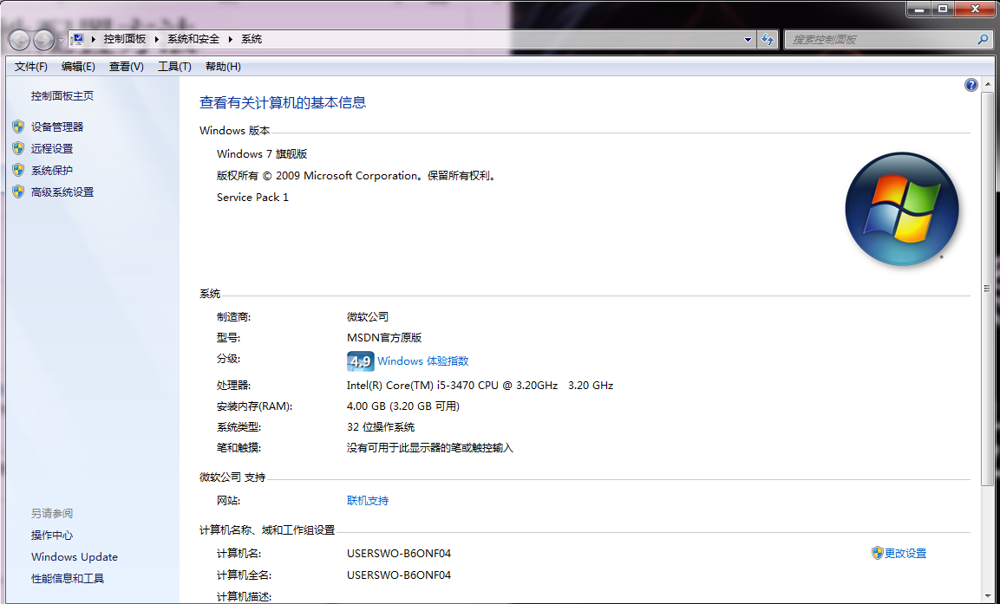 控制面板 系统和安全 系统
搜索控制面板
文件(F) 编辑(E) 查看(V) 工具(T) 帮助(H)
控制面板主页
设备管理器
远程设置
系统保护
高级系统设置
另请参阅
操作中心
Windows Update
性能信息和工具
查看有关计算机的基本信息
Windows 版本
Windows 7 旗舰版
版权所有 © 2009 Microsoft Corporation。保留所有权利。
Service Pack 1
系统
制造商: 微软公司
型号: MSDN官方原版
分级: 4.9 Windows 体验指数
处理器: Intel(R) Core(TM) i5-3470 CPU @ 3.20GHz 3.20 GHz
安装内存(RAM): 4.00 GB (3.20 GB 可用)
系统类型: 32 位操作系统
笔和触摸: 没有可用于此显示器的笔或触控输入
微软公司 支持
网站: 联机支持
计算机名称、域和工作组设置
计算机名: USERSWO-B6ONF04 更改设置
计算机全名: USERSWO-B6ONF04
计算机描述: